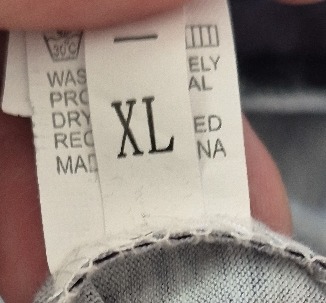 30°C
WAS ELY
PRO AL
DRY
XL
ED
REC NA
MAD